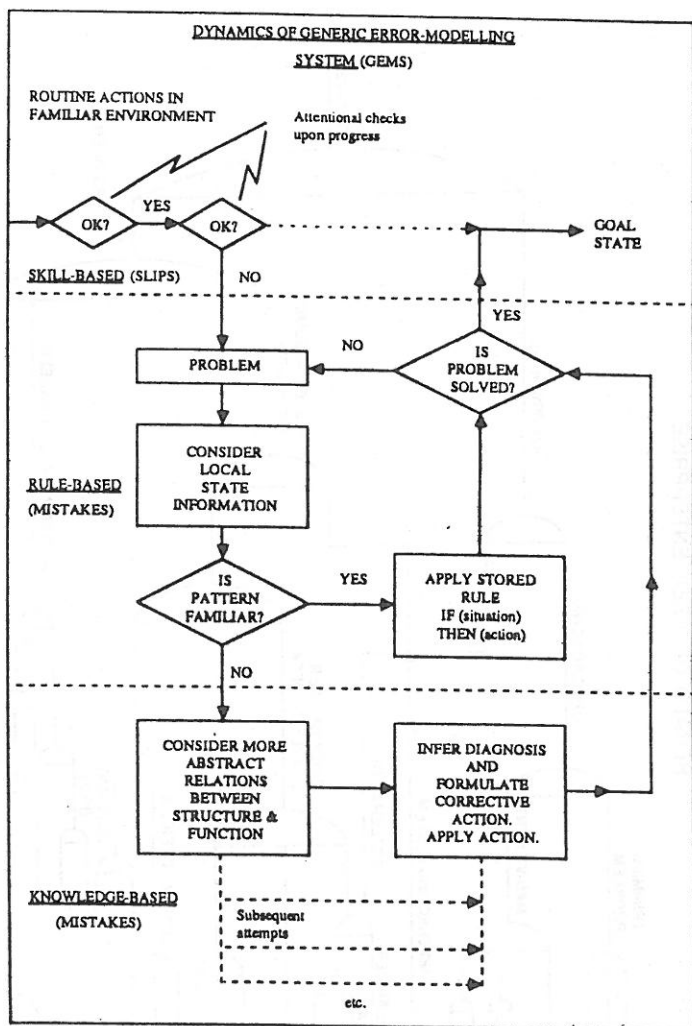 DYNAMICS OF GENERIC ERROR-MODELLING
SYSTEM (GEMS)
ROUTINE ACTIONS IN
FAMILIAR ENVIRONMENT
Attentional checks
upon progress
OK?
YES
OK?
GOAL
STATE
SKILL-BASED (SLIPS)
NO
YES
PROBLEM
NO
IS
PROBLEM
SOLVED?
CONSIDER
LOCAL
STATE
INFORMATION
RULE-BASED
(MISTAKES)
IS
PATTERN
FAMILIAR?
YES
APPLY STORED
RULE
IF (situation)
THEN (action)
NO
CONSIDER MORE
ABSTRACT
RELATIONS
BETWEEN
STRUCTURE &
FUNCTION
INFER DIAGNOSIS
AND
FORMULATE
CORRECTIVE
ACTION.
APPLY ACTION.
KNOWLEDGE-BASED
(MISTAKES)
Subsequent
attempts
etc.